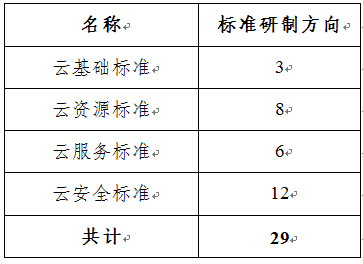 名称 标准研制方向
云基础标准 3
云资源标准 8
云服务标准 6
云安全标准 12
共计 29